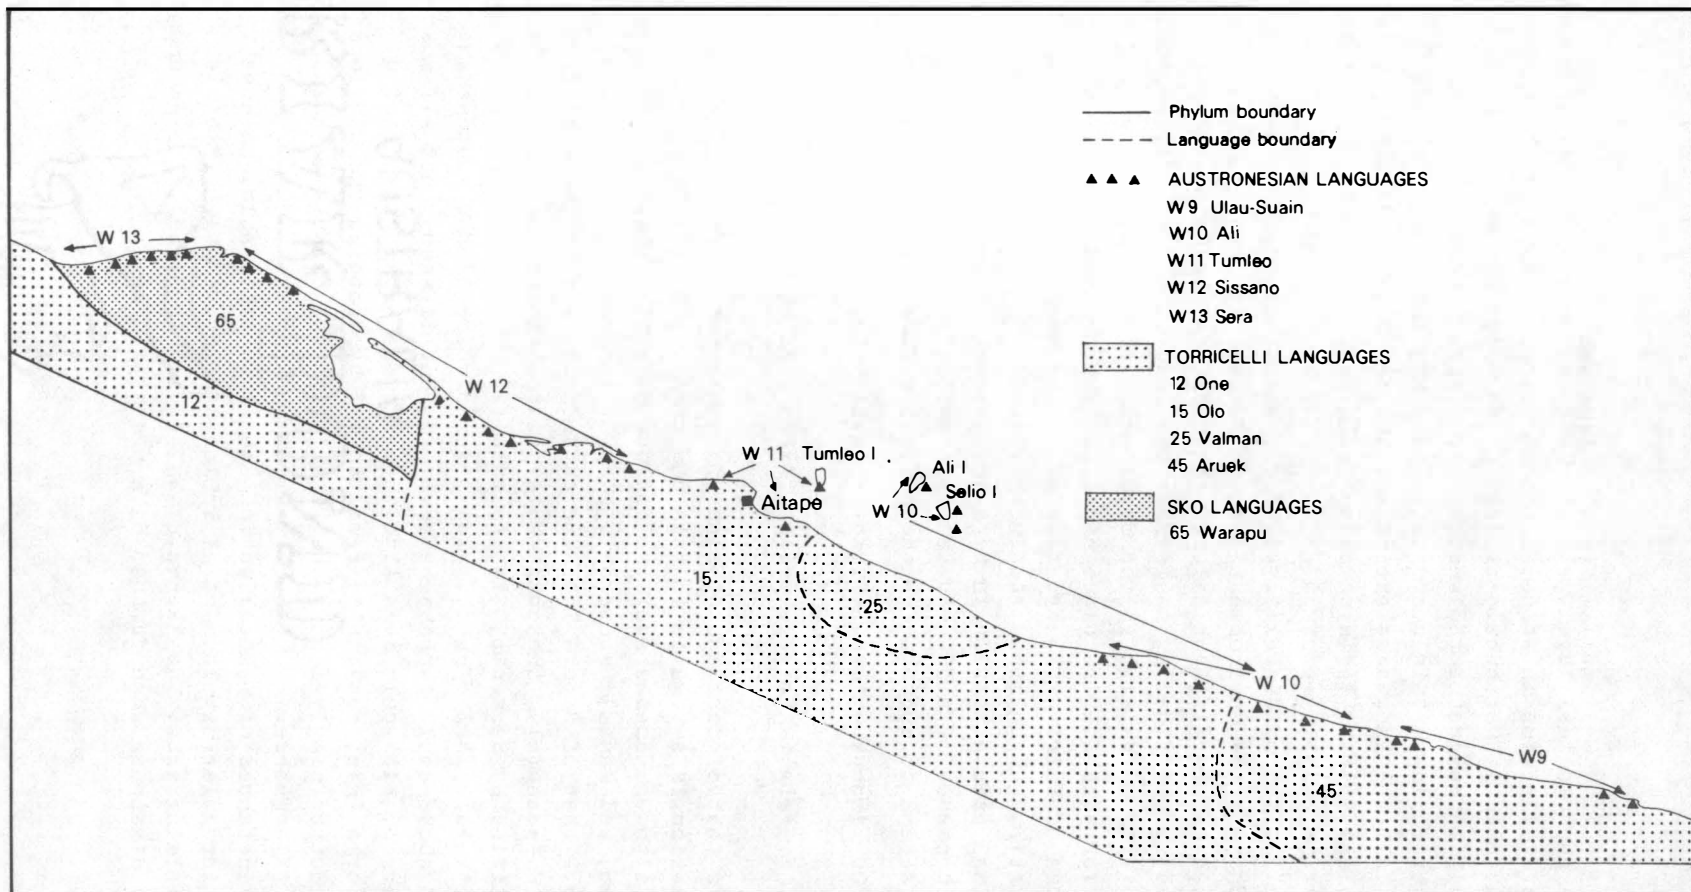 Phylum boundary
Language boundary
AUSTRONESIAN LANGUAGES
W9 Ulau-Suain
W10 Ali
W11 Tumleo
W12 Sissano
W13 Sera
TORRICELLI LANGUAGES
12 One
15 Olo
25 Valman
45 Aruek
SKO LANGUAGES
65 Warapu
W 13
65
12
W 12
W 11
Tumleo I
Aitape
Ali I
Selio I
W 10
15
25
W 10
W9
45